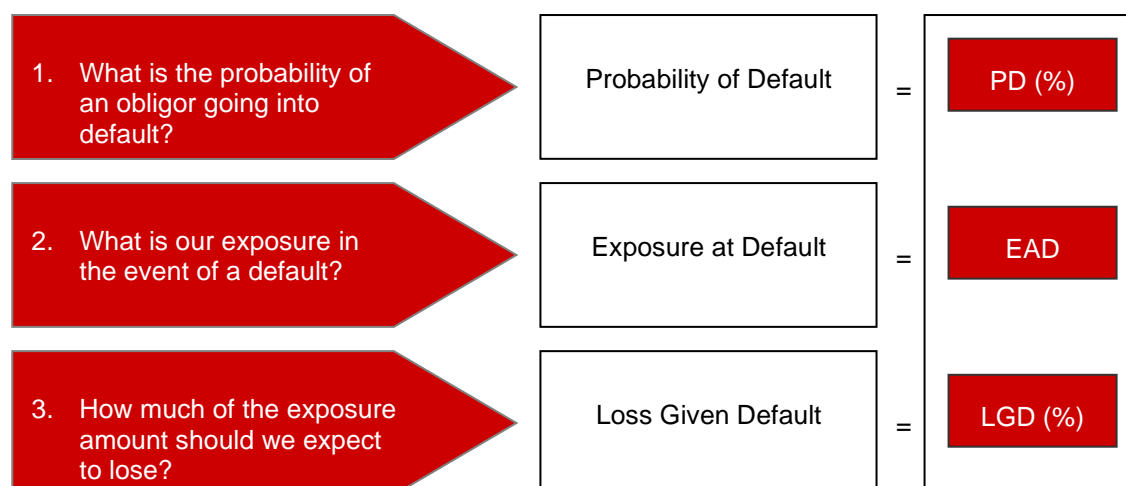 1. What is the probability of
an obligor going into
default?
Probability of Default
=
PD (%)
2. What is our exposure in
the event of a default?
Exposure at Default
=
EAD
3. How much of the exposure
amount should we expect
to lose?
Loss Given Default
=
LGD (%)